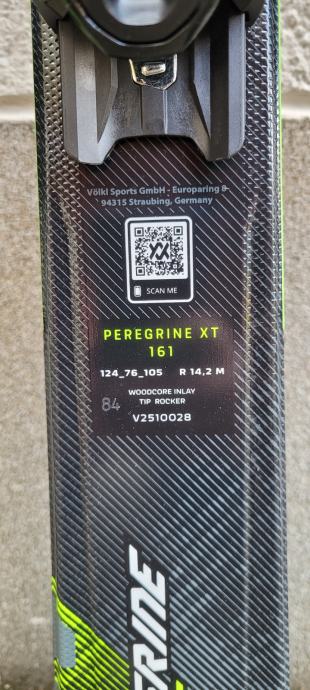 Völkl Sports GmbH - Europaring 8
94315 Straubing, Germany
SCAN ME
PEREGRINE XT
161
124_76_105 R 14,2 M
WOODCORE INLAY
TIP ROCKER
84
V2510028
ERINE